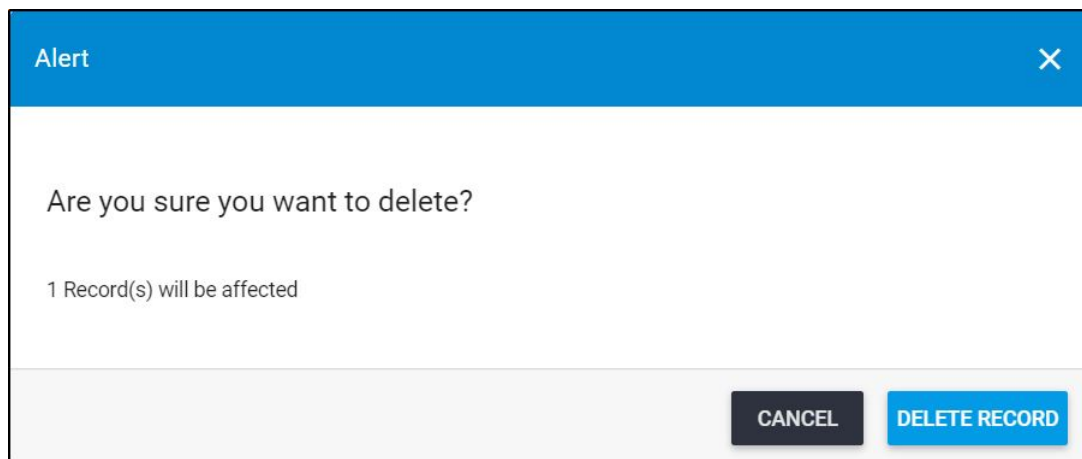 Alert
Are you sure you want to delete?
1 Record(s) will be affected
CANCEL DELETE RECORD